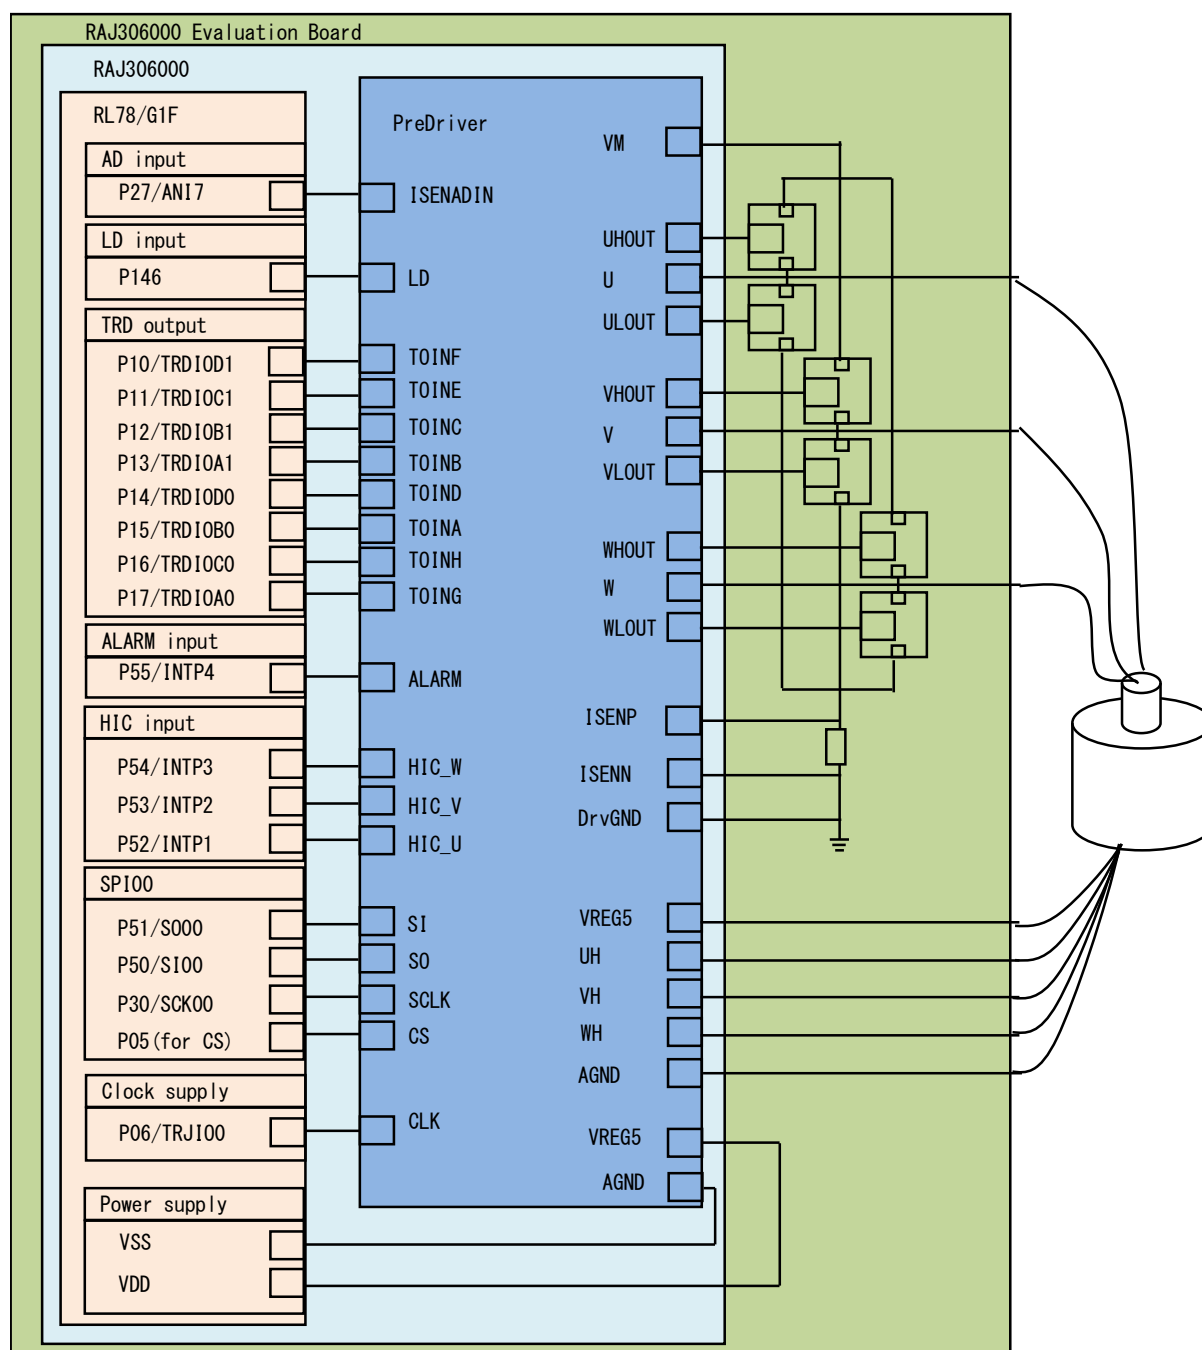 RAJ306000 Evaluation Board
RAJ306000
RL78/G1F
AD input
P27/ANI7
LD input
P146
TRD output
P10/TRDIOD1
P11/TRDIOC1
P12/TRDIOB1
P13/TRDIOA1
P14/TRDIOD0
P15/TRDIOB0
P16/TRDIOC0
P17/TRDIOA0
ALARM input
P55/INTP4
HIC input
P54/INTP3
P53/INTP2
P52/INTP1
SPI00
P51/SO00
P50/SI00
P30/SCK00
P05(for CS)
Clock supply
P06/TRJIO0
Power supply
VSS
VDD
PreDriver
ISENADIN
LD
TOINF
TOINE
TOINC
TOINB
TOIND
TOINA
TOINH
TOING
ALARM
HIC_W
HIC_V
HIC_U
SI
SO
SCLK
CS
CLK
VM
UHOUT
U
ULOUT
VHOUT
V
VLOUT
WHOUT
W
WLOUT
ISENP
ISENN
DrvGND
VREG5
UH
VH
WH
AGND
VREG5
AGND